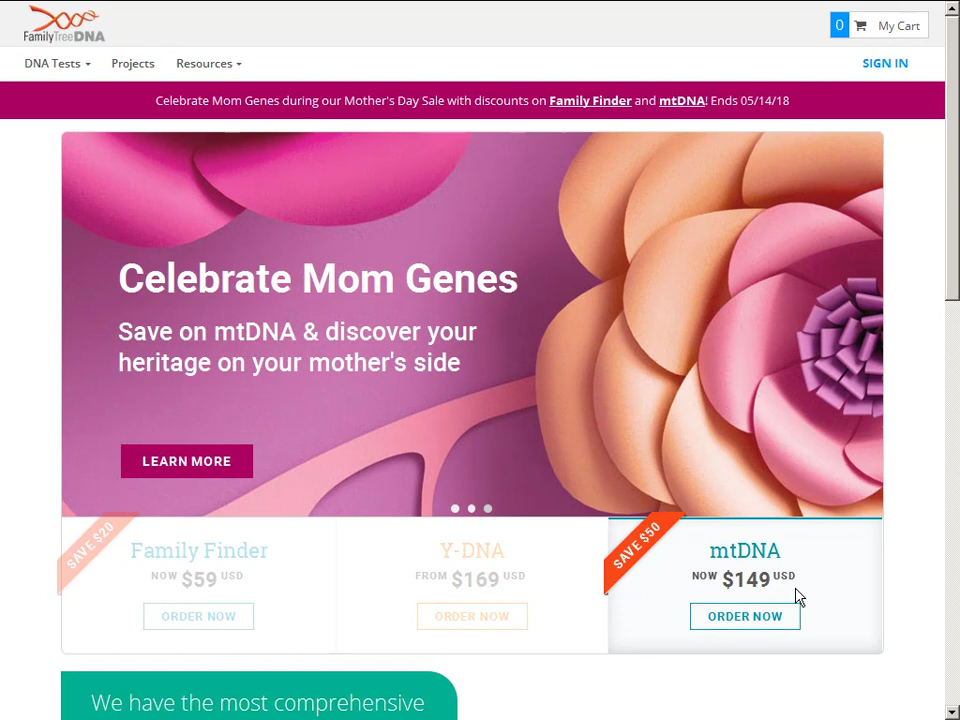 FamilyTreeDNA
0 My Cart
DNA Tests Projects Resources SIGN IN
Celebrate Mom Genes during our Mother's Day Sale with discounts on Family Finder and mtDNA! Ends 05/14/18
Celebrate Mom Genes
Save on mtDNA & discover your
heritage on your mother's side
LEARN MORE
SAVE $20
Family Finder
NOW $59 USD
ORDER NOW
Y-DNA
FROM $169 USD
ORDER NOW
SAVE $50
mtDNA
NOW $149 USD
ORDER NOW
We have the most comprehensive